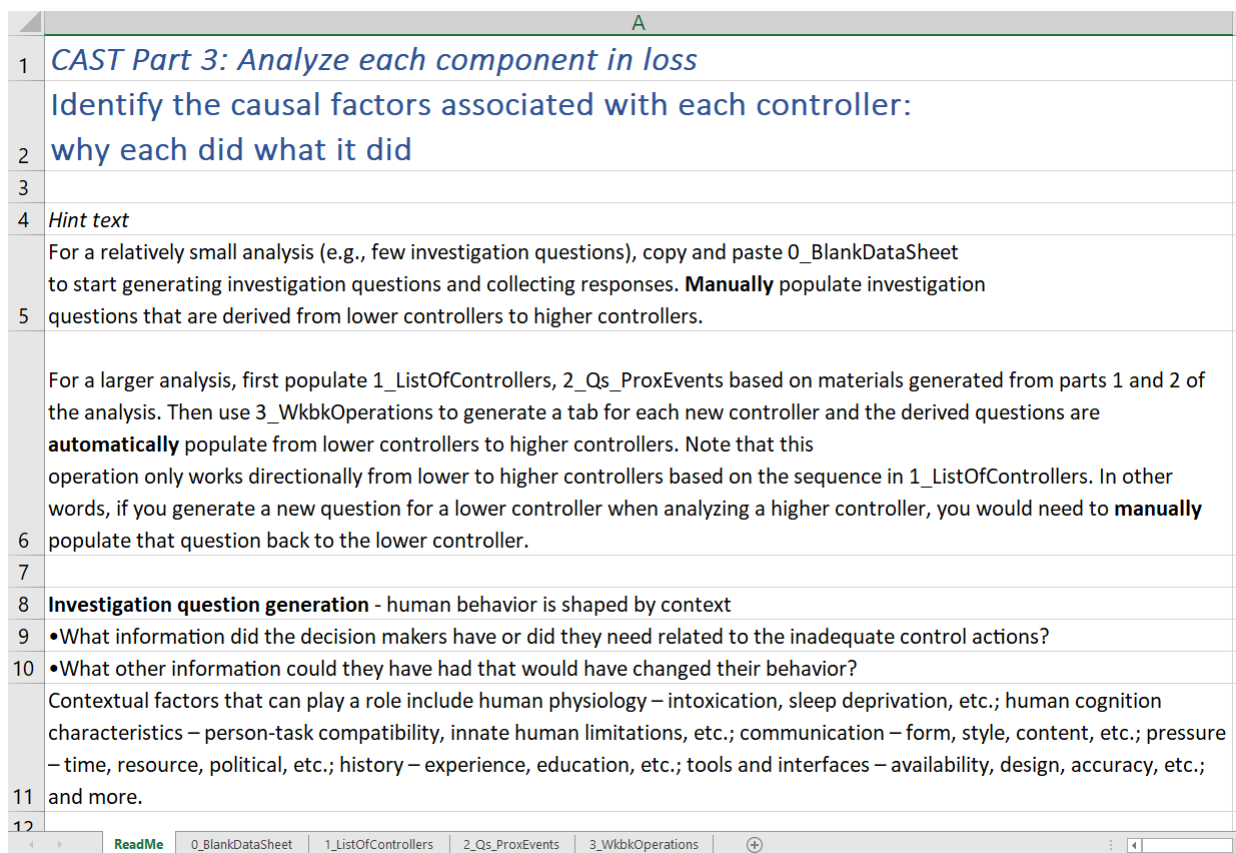 A
1 CAST Part 3: Analyze each component in loss
Identify the causal factors associated with each controller:
2 why each did what it did
3
4 Hint text
For a relatively small analysis (e.g., few investigation questions), copy and paste 0_BlankDataSheet
to start generating investigation questions and collecting responses. Manually populate investigation
5 questions that are derived from lower controllers to higher controllers.
For a larger analysis, first populate 1_ListOfControllers, 2_Qs_ProxEvents based on materials generated from parts 1 and 2 of
the analysis. Then use 3_WkbkOperations to generate a tab for each new controller and the derived questions are
automatically populate from lower controllers to higher controllers. Note that this
operation only works directionally from lower to higher controllers based on the sequence in 1_ListOfControllers. In other
words, if you generate a new question for a lower controller when analyzing a higher controller, you would need to manually
6 populate that question back to the lower controller.
7
8 Investigation question generation - human behavior is shaped by context
9 •What information did the decision makers have or did they need related to the inadequate control actions?
10 •What other information could they have had that would have changed their behavior?
Contextual factors that can play a role include human physiology – intoxication, sleep deprivation, etc.; human cognition
characteristics – person-task compatibility, innate human limitations, etc.; communication – form, style, content, etc.; pressure
– time, resource, political, etc.; history – experience, education, etc.; tools and interfaces – availability, design, accuracy, etc.;
11 and more.
12
ReadMe 0_BlankDataSheet 1_ListOfControllers 2_Qs_ProxEvents 3_WkbkOperations